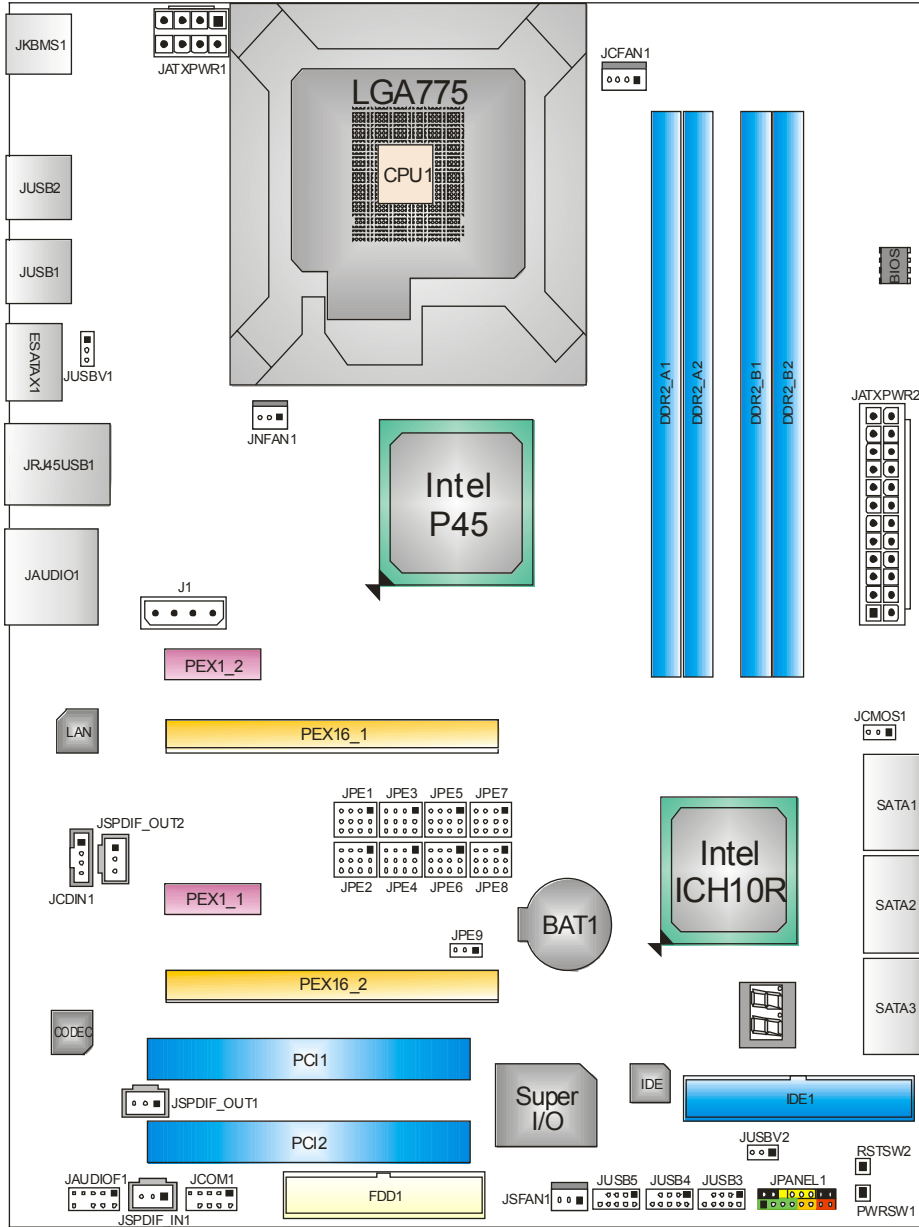 JKBMS1
JATXPWR1
LGA775
CPU1
JCFAN1
JUSB2
JUSB1
BIOS
ESATAX1
JUSBV1
DDR2_A1
DDR2_A2
DDR2_B1
DDR2_B2
JATXPWR2
JNFAN1
JRJ45USB1
Intel
P45
JAUDIO1
J1
PEX1_2
LAN
PEX16_1
JCMOS1
JPE1
JPE3
JPE5
JPE7
SATA1
JSPDIF_OUT2
Intel
ICH10R
JPE2
JPE4
JPE6
JPE8
JCDIN1
PEX1_1
BAT1
SATA2
JPE9
PEX16_2
SATA3
CODEC
PCI1
IDE
JSPDIF_OUT1
Super
I/O
IDE1
PCI2
JUSBV2
RSTSW2
JAUDIOF1
JCOM1
JSPDIF_IN1
FDD1
JSFAN1
JUSB5
JUSB4
JUSB3
JPANEL1
PWRSW1